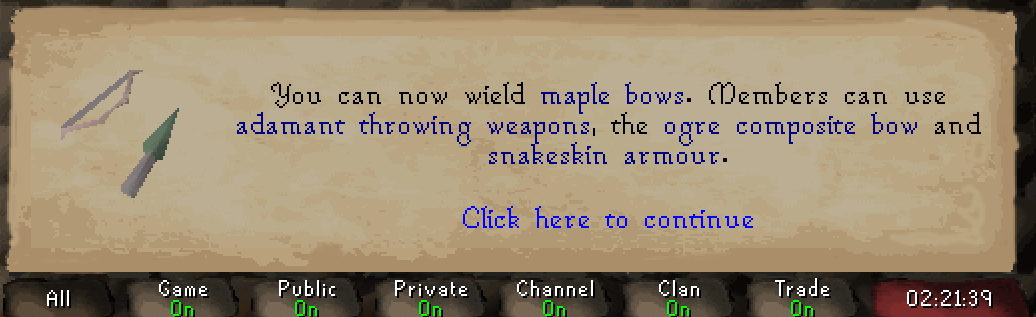 You can now wield maple bows. Members can use
adamant throwing weapons, the ogre composite bow and
snakeskin armour.
Click here to continue
All
Game
On
Public
On
Private
On
Channel
On
Clan
On
Trade
On
02:21:39